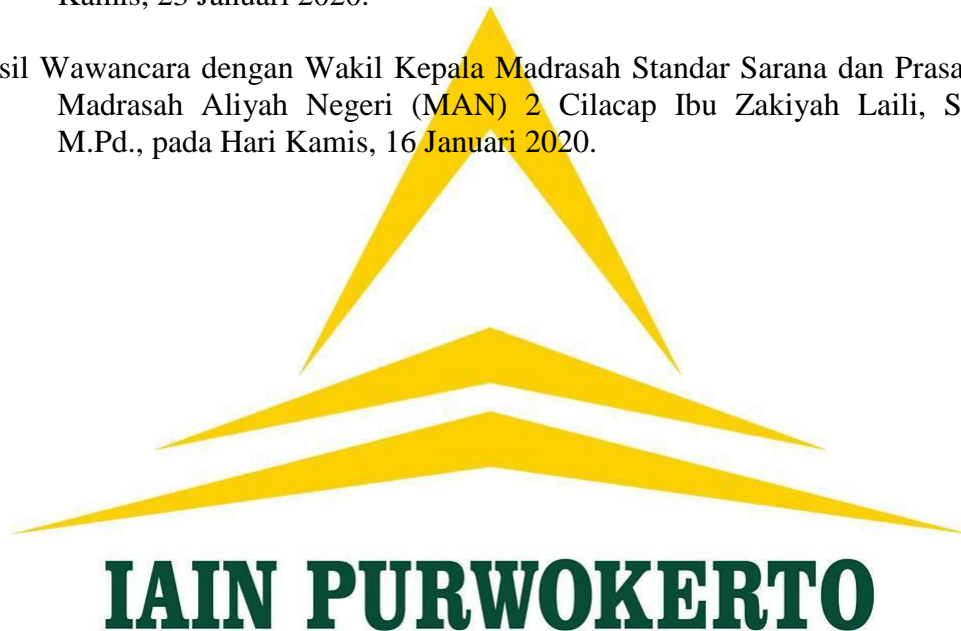 Kamis, 23 Januari 2020.
sil Wawancara dengan Wakil Kepala Madrasah Standar Sarana dan Prasa
Madrasah Aliyah Negeri (MAN) 2 Cilacap Ibu Zakiyah Laili, S
M.Pd., pada Hari Kamis, 16 Januari 2020.
IAIN PURWOKERTO